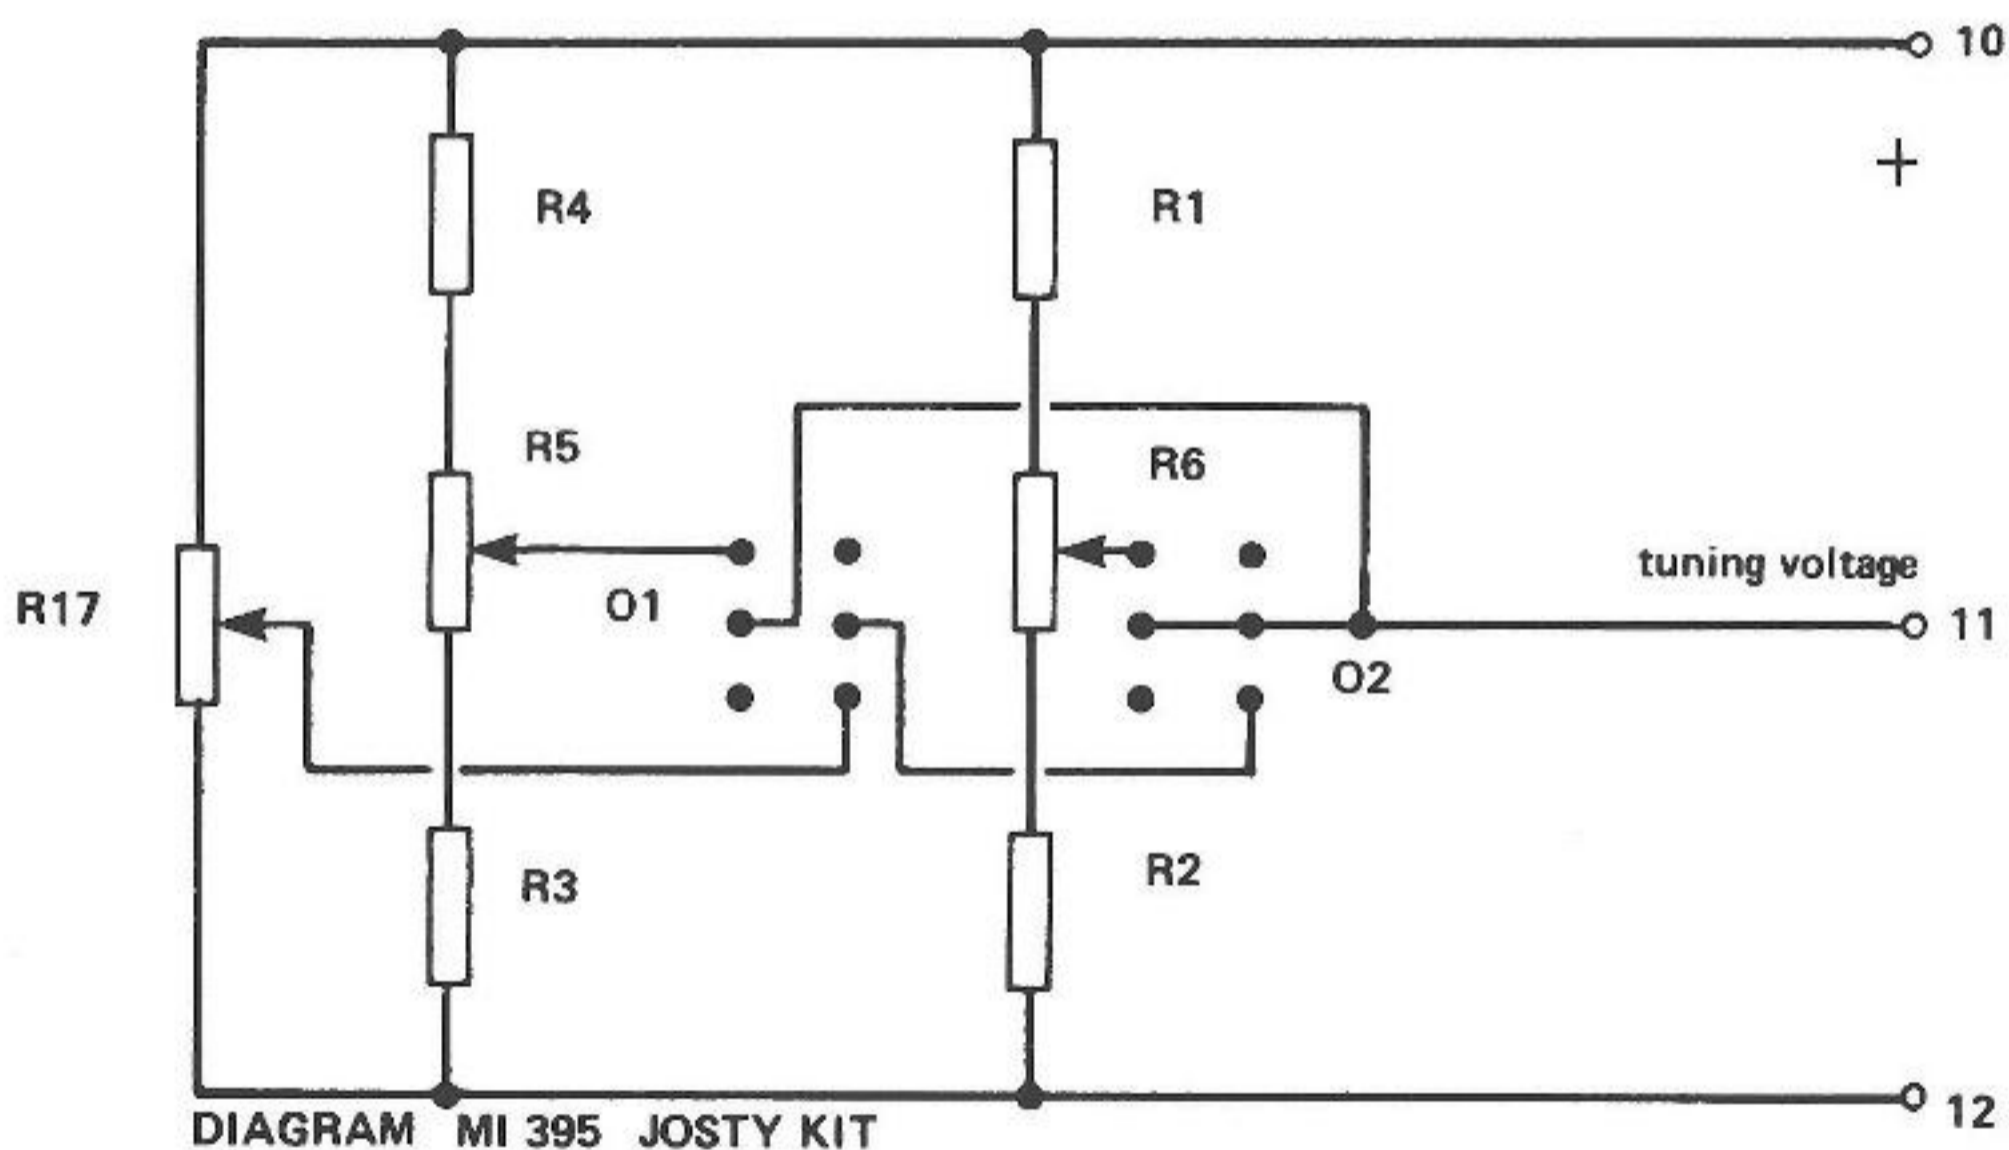 10
+
R4
R1
R5
R6
tuning voltage
R17
O1
11
O2
R3
R2
12
DIAGRAM MI 395 JOSTY KIT